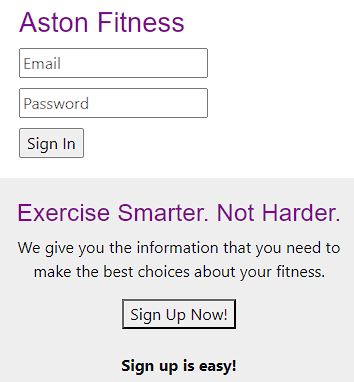 Aston Fitness
Email
Password
Sign In
Exercise Smarter. Not Harder.
We give you the information that you need to
make the best choices about your fitness.
Sign Up Now!
Sign up is easy!